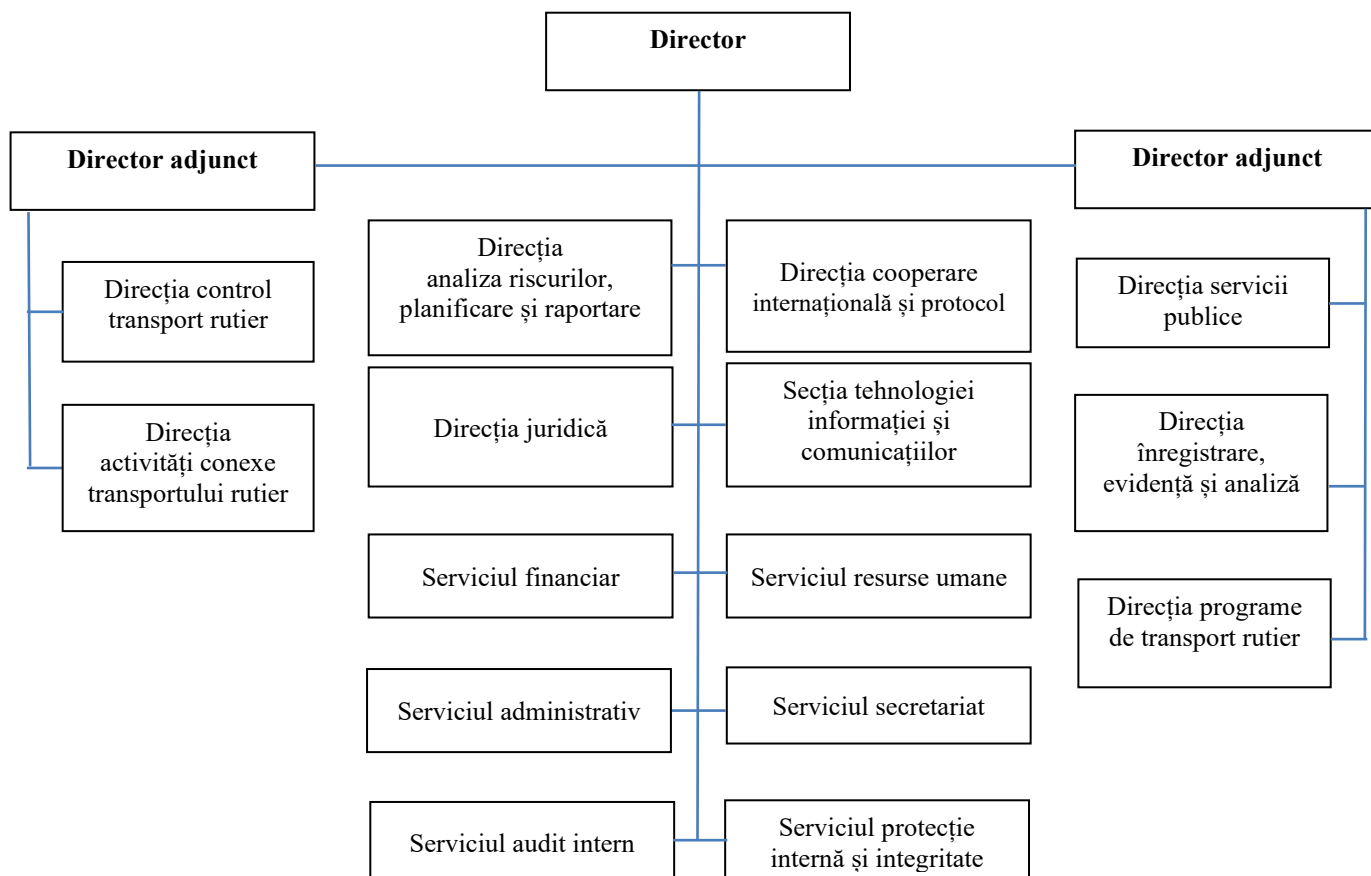 Director
Director adjunct
Director adjunct
Direcția
analiza riscurilor,
planificare și raportare
Direcția cooperare
internațională și protocol
Direcția control
transport rutier
Direcția servicii
publice
Direcția juridică
Secția tehnologiei
informației și
comunicațiilor
Direcția
activități conexe
transportului rutier
Direcția
înregistrare,
evidență și analiză
Serviciul financiar
Serviciul resurse umane
Direcția programe
de transport rutier
Serviciul administrativ
Serviciul secretariat
Serviciul audit intern
Serviciul protecție
internă și integritate